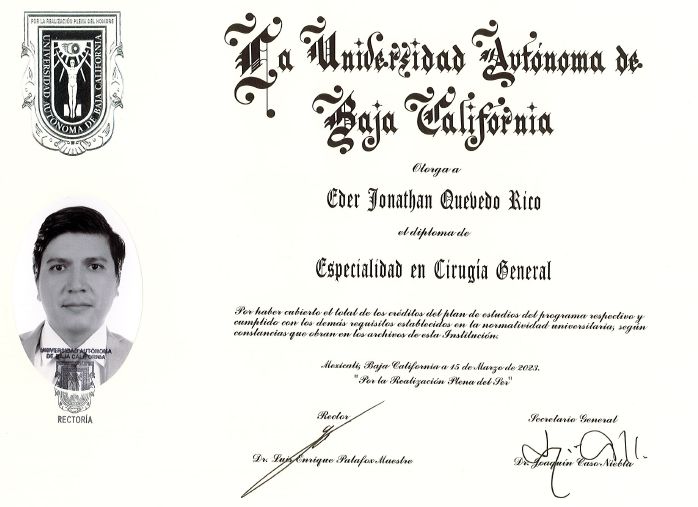 POR LA REALIZACIÓN PLENA DEL HOMBRE
UNIVERSIDAD AUTÓNOMA DE BAJA CALIFORNIA
La Universidad Autónoma de
Baja California
Otorga a
Eder Jonathan Quevedo Rico
el diploma de
Especialidad en Cirugía General
Por haber cubierto el total de los créditos del plan de estudios del programa respectivo y
cumplido con los demás requisitos establecidos en la normatividad universitaria, según
constancias que obran en los archivos de esta Institución.
Mexicali, Baja California a 15 de Marzo de 2023.
"Por la Realización Plena del Ser"
UNIVERSIDAD AUTÓNOMA
DE BAJA CALIFORNIA
RECTORÍA
Rector
Secretario General
Dr. Luis Enrique Palafox Maestre
Dr. Joaquín Caso Niebla